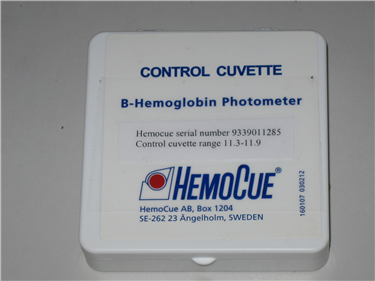 CONTROL CUVETTE
B-Hemoglobin Photometer
Hemocue serial number 9339011285
Control cuvette range 11.3-11.9
HEMOCUE®
HemoCue AB, Box 1204
SE-262 23 Ängelholm, SWEDEN
160107 030212